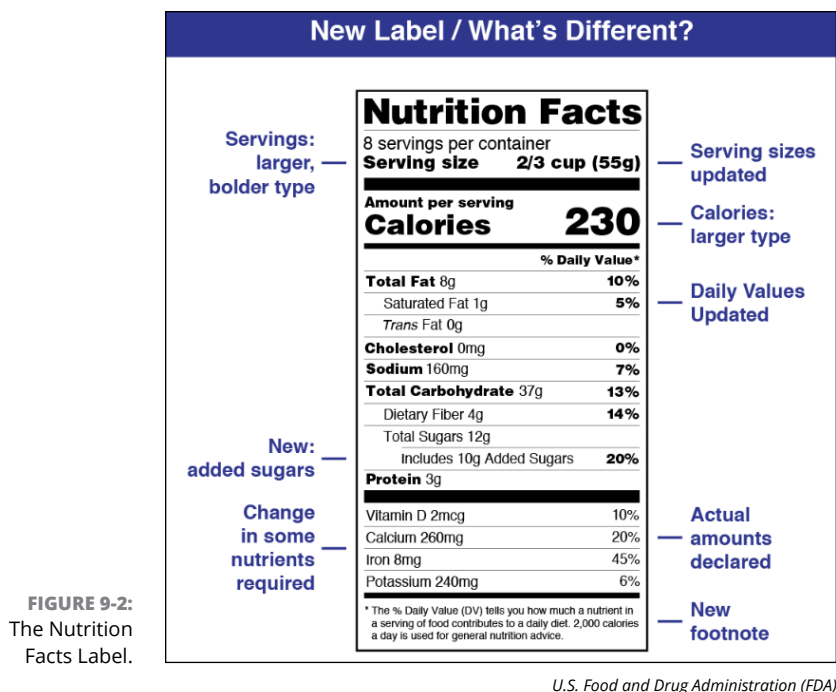 New Label / What's Different?
Servings:
larger,
bolder type
New:
added sugars
Change
in some
nutrients
required
Nutrition Facts
8 servings per container
Serving size 2/3 cup (55g)
Amount per serving
Calories 230
% Daily Value*
Total Fat 8g 10%
Saturated Fat 1g 5%
Trans Fat 0g
Cholesterol 0mg 0%
Sodium 160mg 7%
Total Carbohydrate 37g 13%
Dietary Fiber 4g 14%
Total Sugars 12g
Includes 10g Added Sugars 20%
Protein 3g
Vitamin D 2mcg 10%
Calcium 260mg 20%
Iron 8mg 45%
Potassium 240mg 6%
* The % Daily Value (DV) tells you how much a nutrient in
a serving of food contributes to a daily diet. 2,000 calories
a day is used for general nutrition advice.
Serving sizes
updated
Calories:
larger type
Daily Values
Updated
Actual
amounts
declared
New
footnote
FIGURE 9-2:
The Nutrition
Facts Label.
U.S. Food and Drug Administration (FDA)